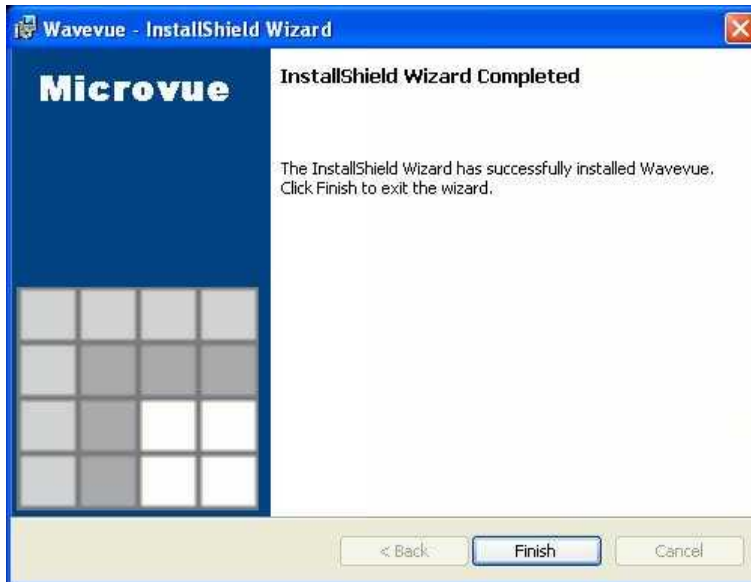 Wavevue - InstallShield Wizard
Microvue
InstallShield Wizard Completed
The InstallShield Wizard has successfully installed Wavevue.
Click Finish to exit the wizard.
< Back
Finish
Cancel